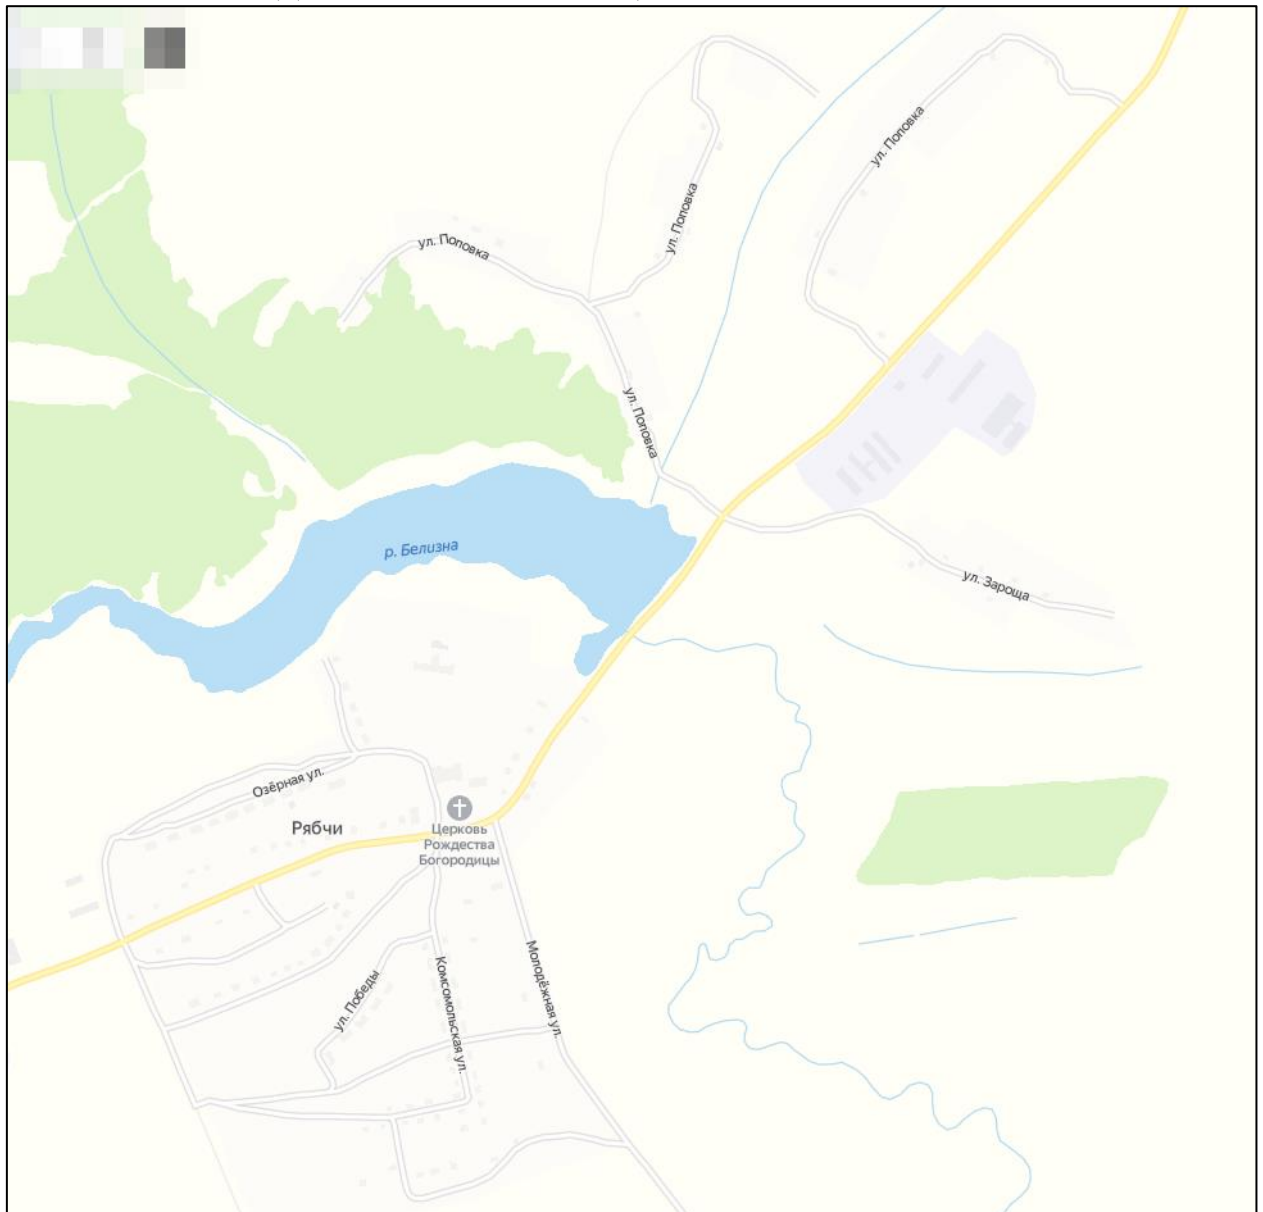 ул. Поповка
ул. Поповка
ул. Поповка
ул. Поповка
р. Белизна
ул. Зароща
Озёрная ул.
Рябчи
Церковь
Рождества
Богородицы
ул. Победы
Комсомольская ул.
Молодёжная ул.